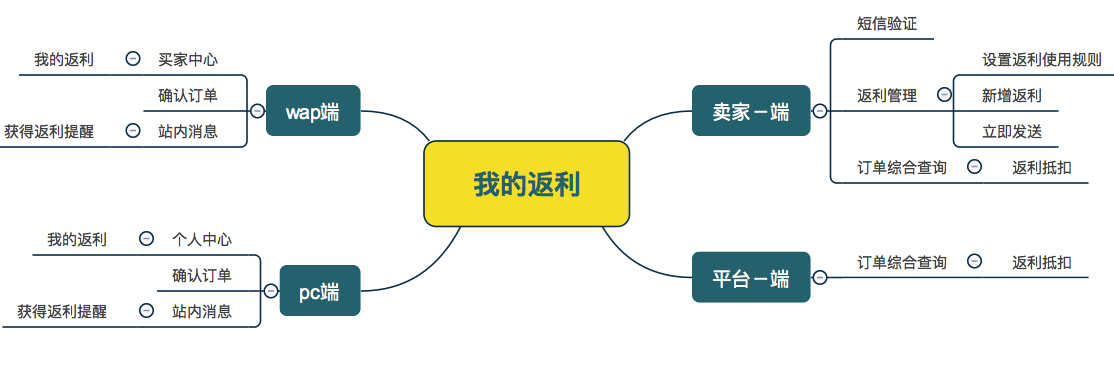 我的返利
wap端
买家中心
我的返利
确认订单
站内消息
获得返利提醒
pc端
个人中心
我的返利
确认订单
站内消息
获得返利提醒
卖家－端
短信验证
返利管理
设置返利使用规则
新增返利
立即发送
订单综合查询
返利抵扣
平台－端
订单综合查询
返利抵扣